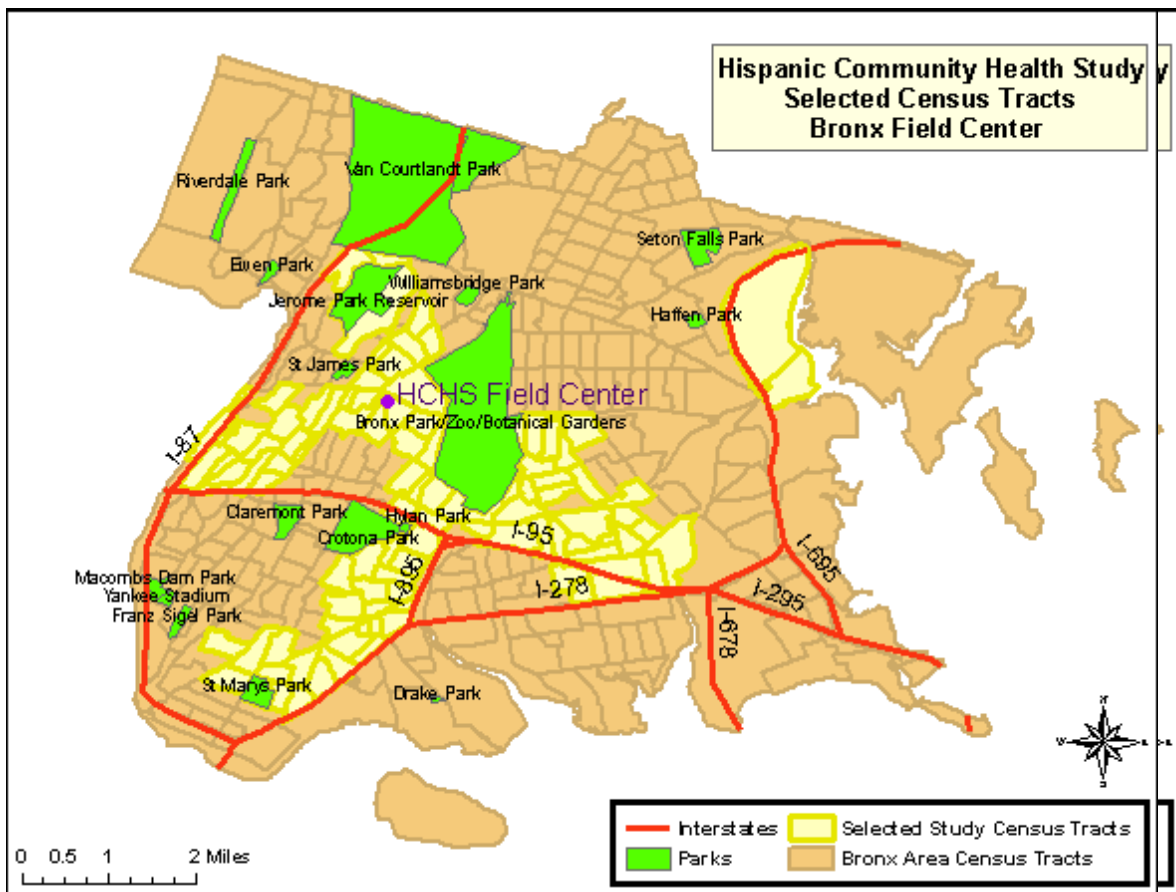 Hispanic Community Health Study
Selected Census Tracts
Bronx Field Center
Van Courtlandt Park
Riverdale Park
Seton Falls Park
Ewen Park
Williamsbridge Park
Jerome Park Reservoir
Haffen Park
St James Park
HCHS Field Center
Bronx Park/Zoo/Botanical Gardens
I-87
Claremont Park
Hylan Park
Crotona Park
I-95
I-895
I-278
I-695
I-295
I-678
Macombs Dam Park
Yankee Stadium
Franz Sigel Park
St Marys Park
Drake Park
Interstates
Selected Study Census Tracts
Parks
Bronx Area Census Tracts
0 0.5 1 2 Miles